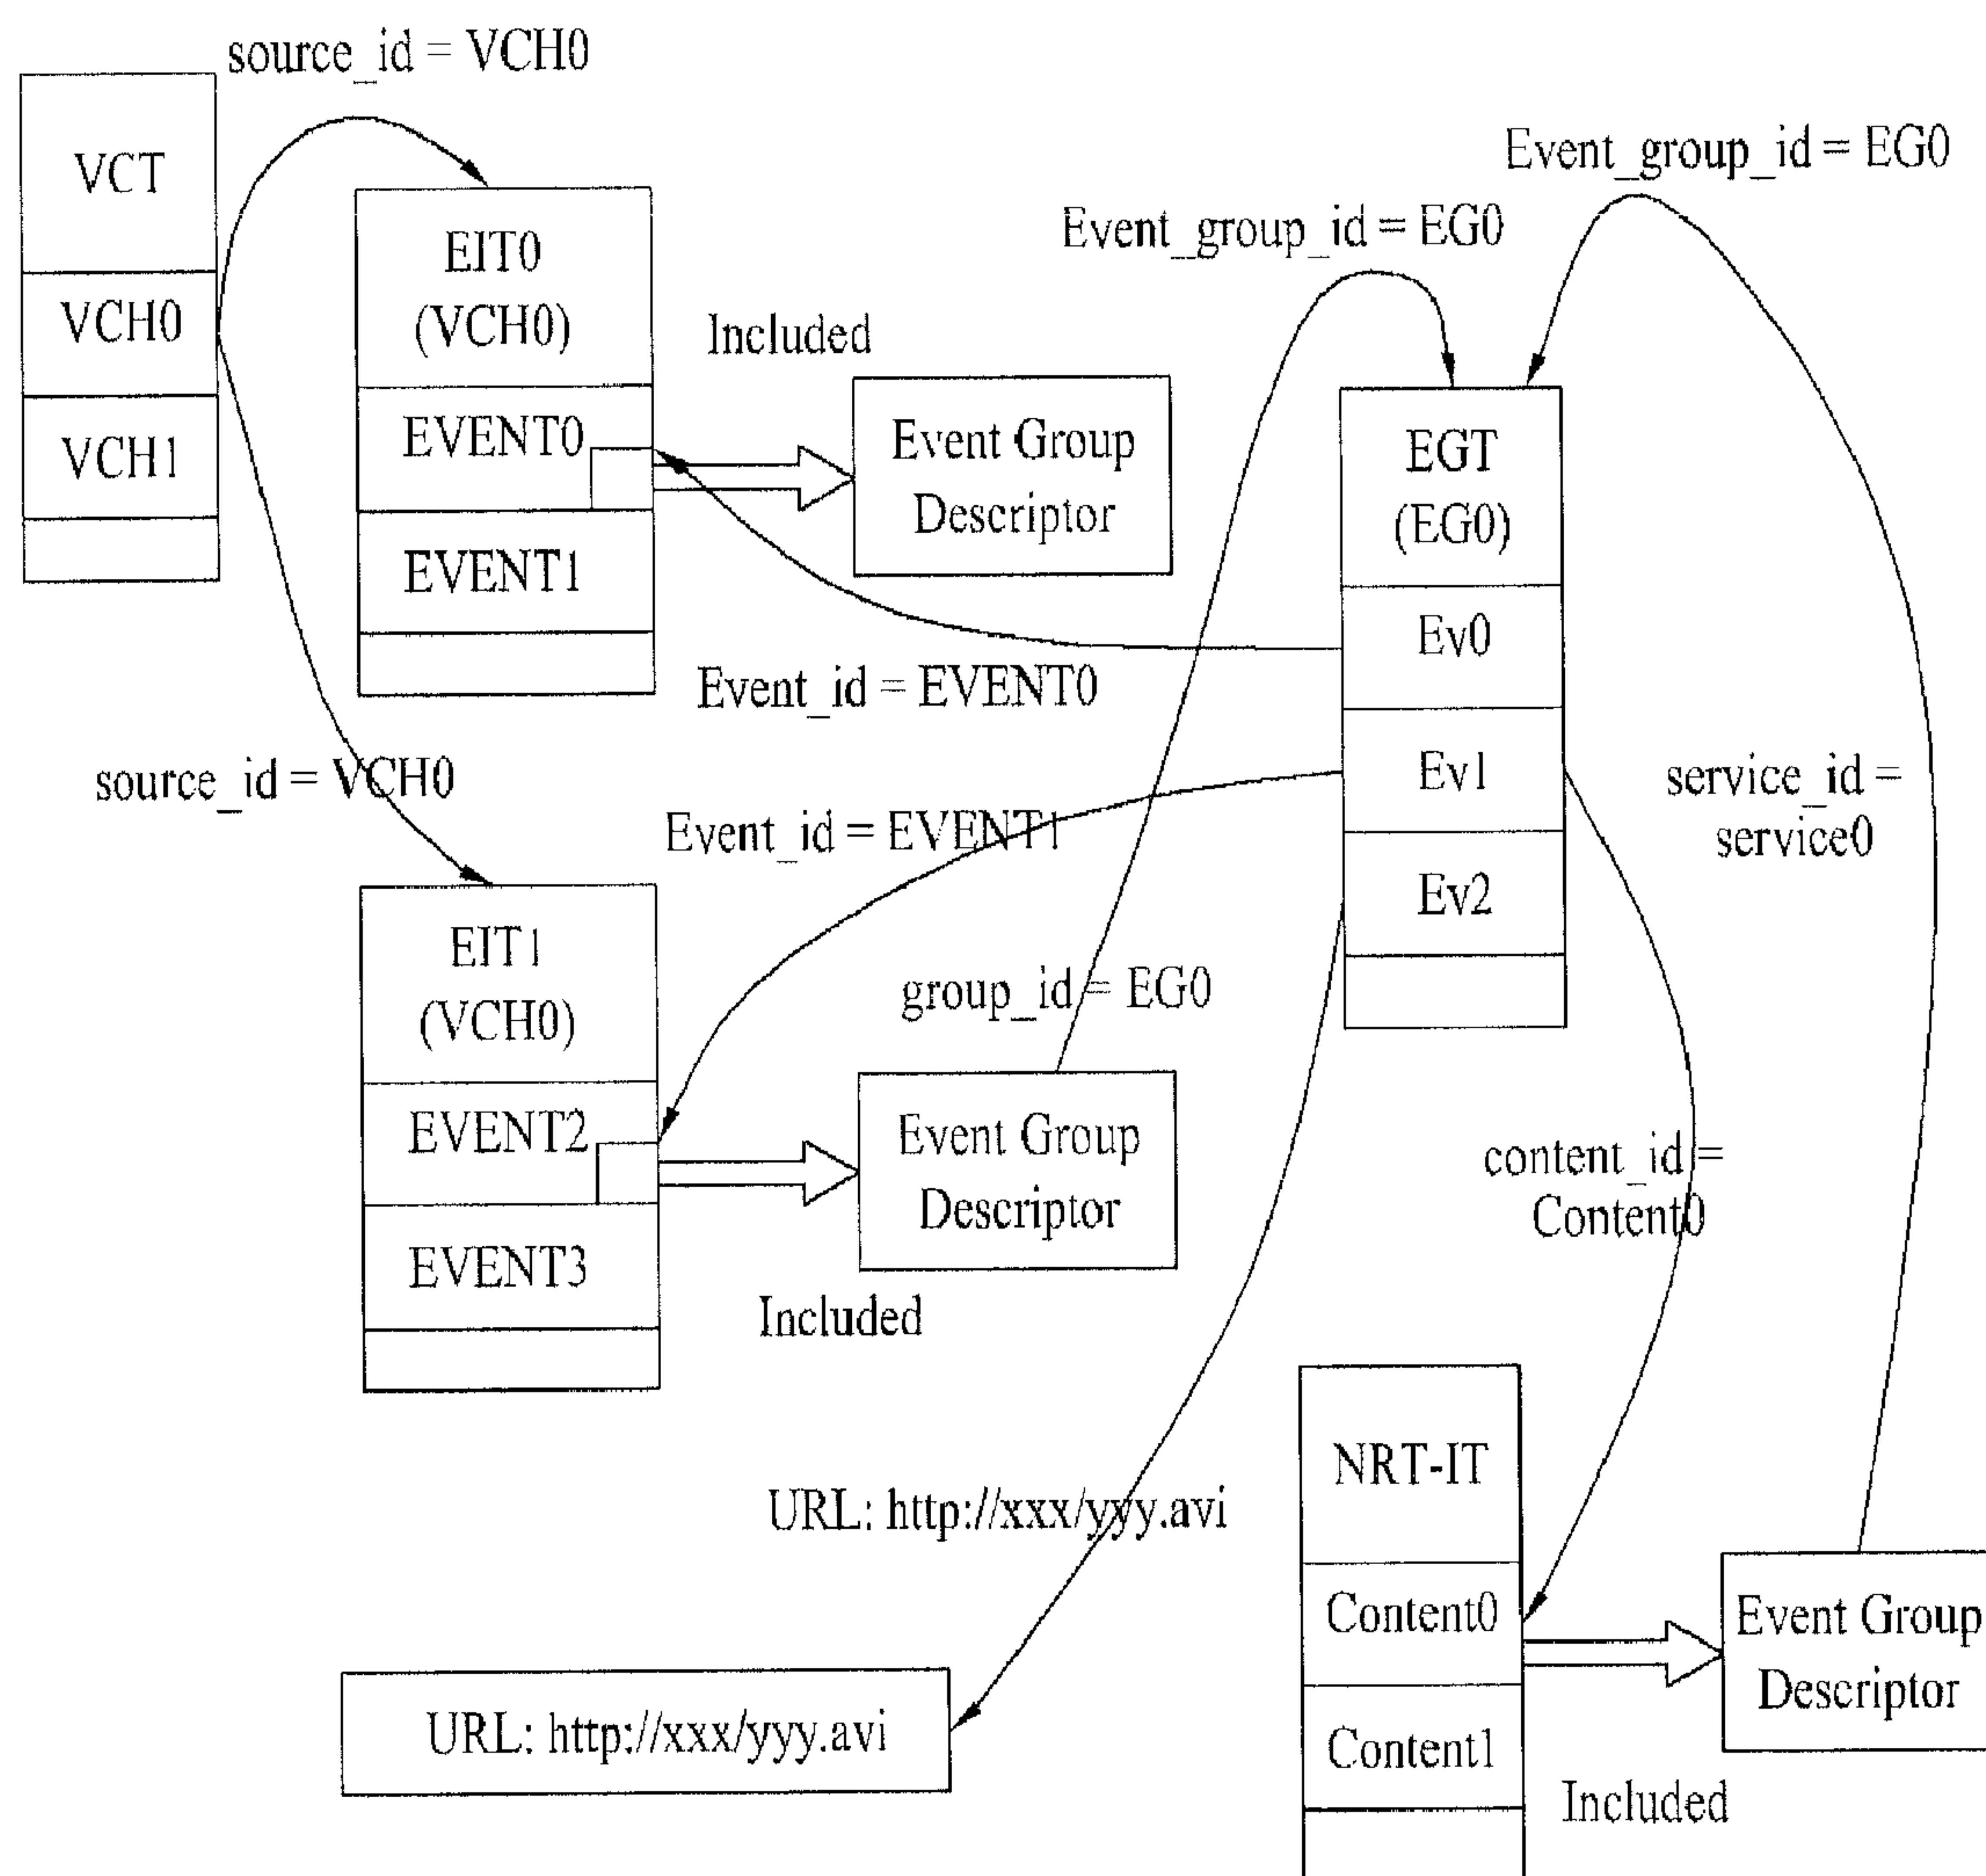 source_id = VCH0
VCT
VCH0
VCH1
EIT0
(VCH0)
EVENT0
EVENT1
Included
Event Group
Descriptor
Event_group_id = EG0
Event_group_id = EG0
EGT
(EG0)
Ev0
Ev1
Ev2
Event_id = EVENT0
source_id = VCH0
Event_id = EVENT1
service_id =
service0
EIT1
(VCH0)
EVENT2
EVENT3
group_id = EG0
Event Group
Descriptor
Included
content_id =
Content0
URL: http://xxx/yyy.avi
URL: http://xxx/yyy.avi
NRT-IT
Content0
Content1
Event Group
Descriptor
Included